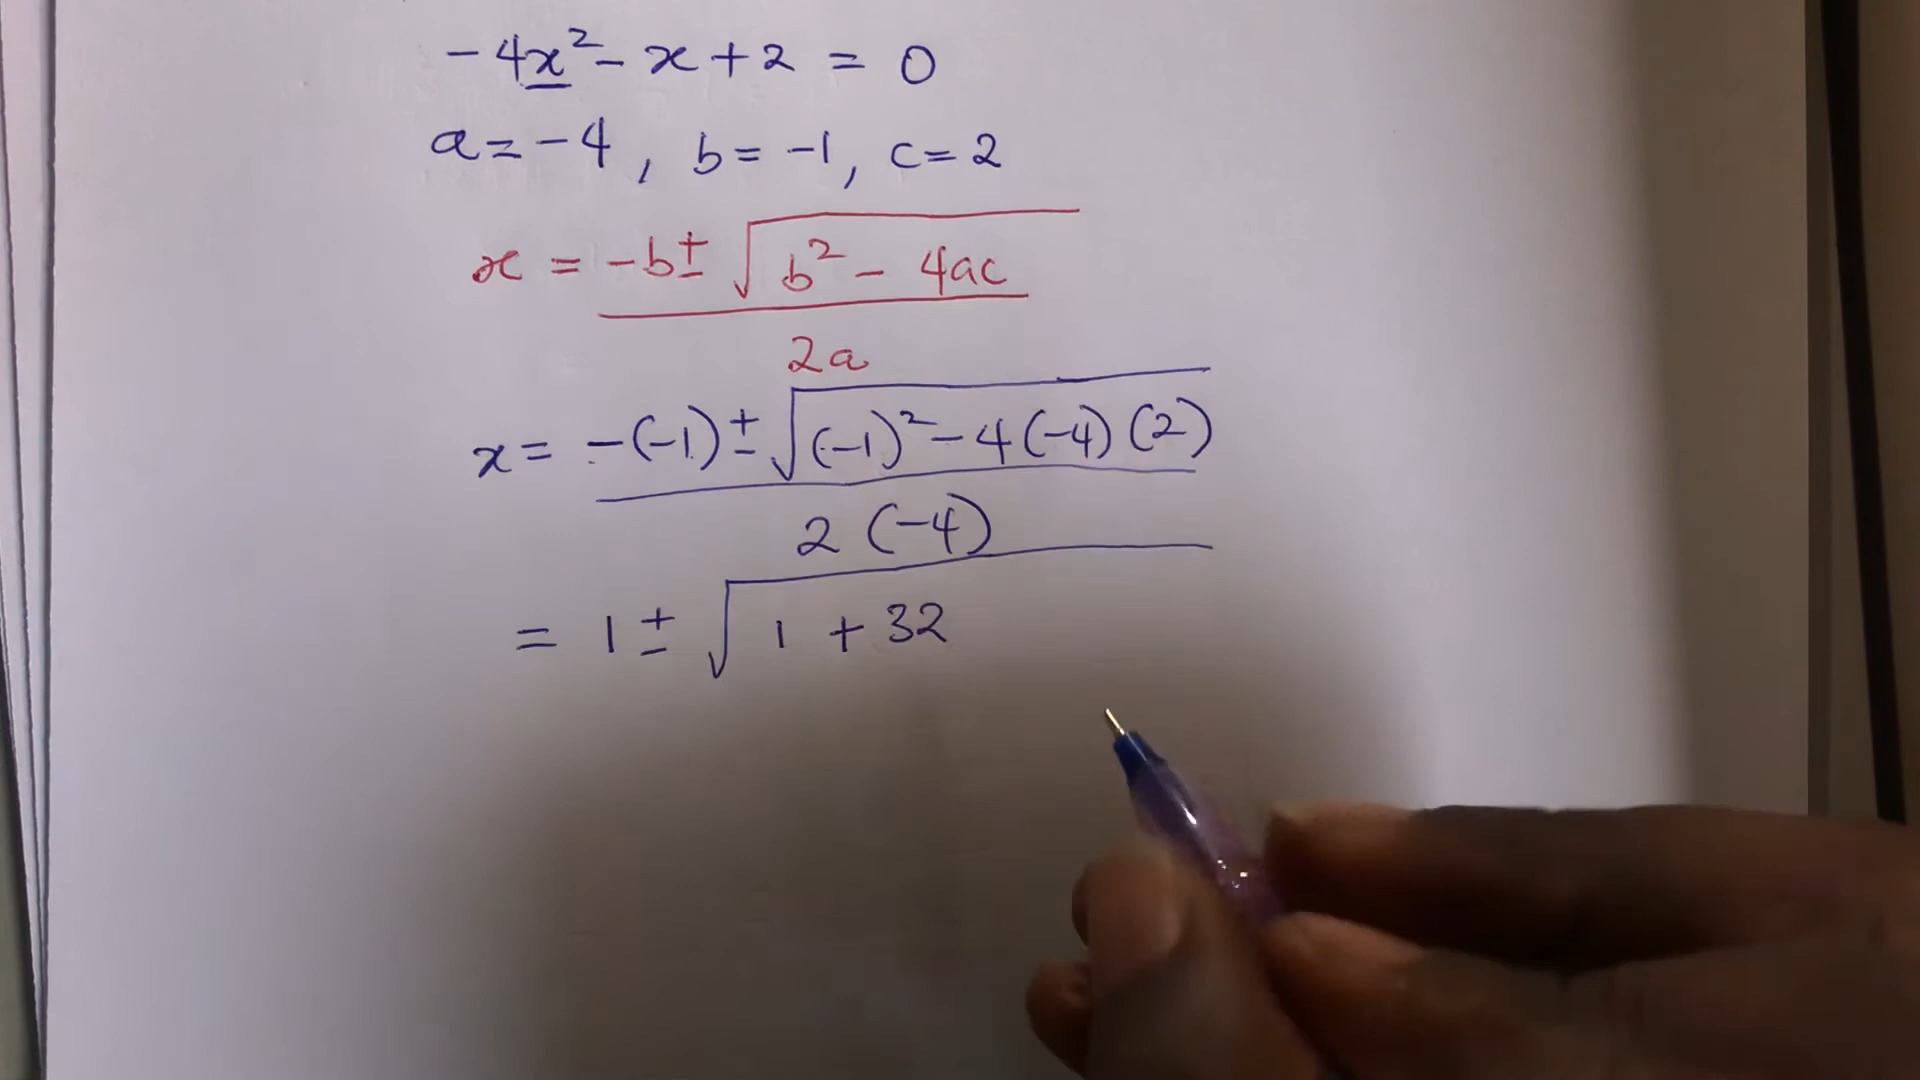 -4x² - x + 2 = 0
a = -4, b = -1, c = 2
x = -b ± √(b² - 4ac)
2a
x = -(-1) ± √((-1)² - 4(-4)(2))
2(-4)
= 1 ± √(1 + 32)